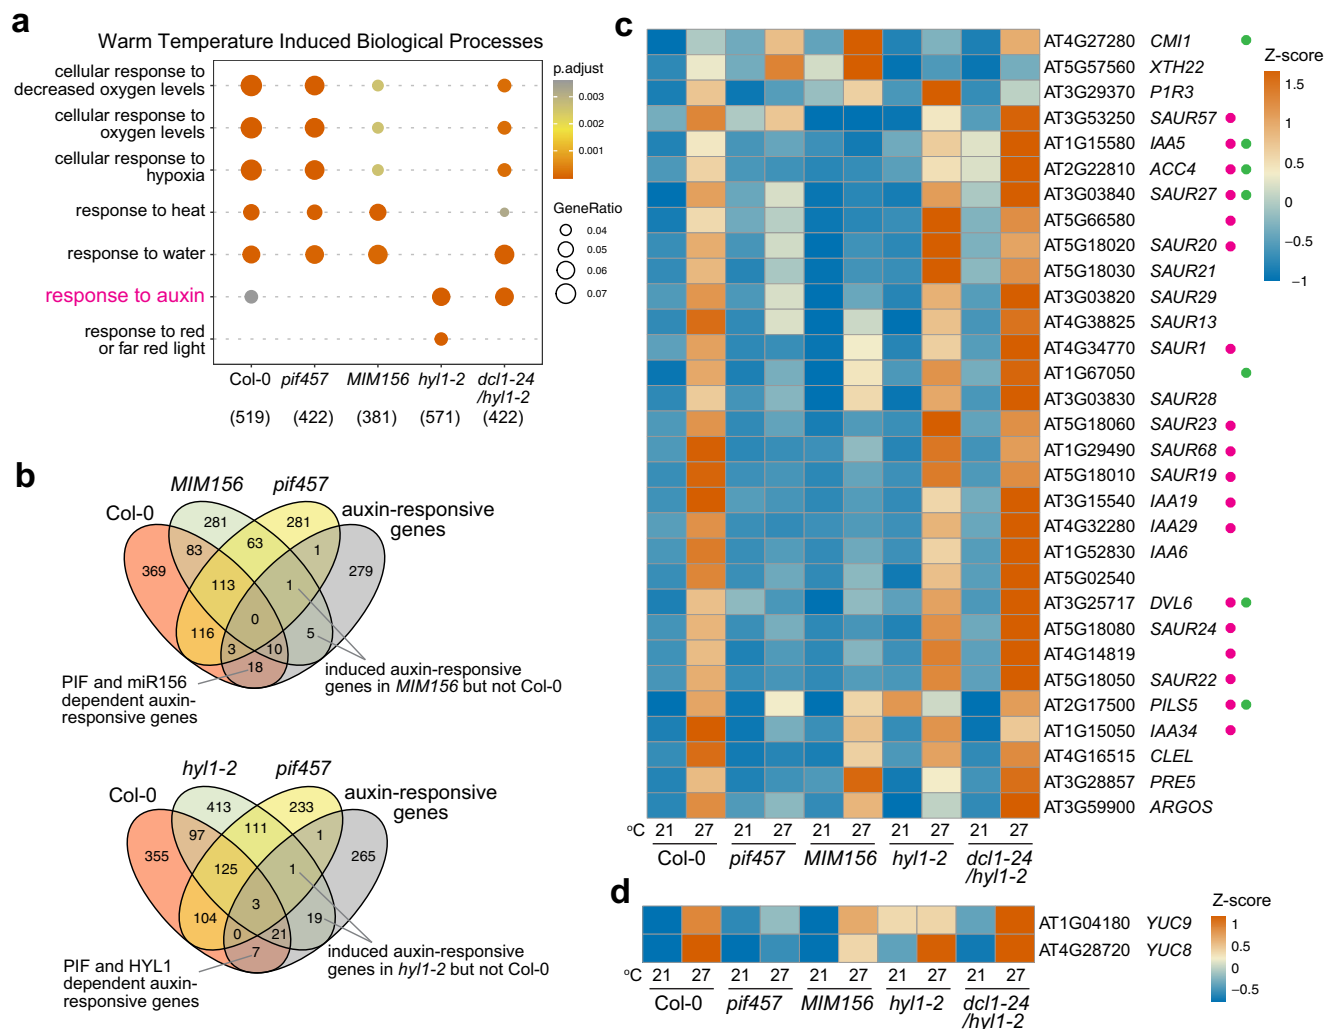 a
Warm Temperature Induced Biological Processes
cellular response to
decreased oxygen levels
cellular response to
oxygen levels
cellular response to
hypoxia
response to heat
response to water
response to auxin
response to red
or far red light
Col-0 pif457 MIM156 hyl1-2 dcl1-24
/hyl1-2
(519) (422) (381) (571) (422)
p.adjust
0.003
0.002
0.001
GeneRatio
0.04
0.05
0.06
0.07
b
MIM156 pif457
Col-0
auxin-responsive
genes
281 281
83 63 1
369 279
113 1
0
116 5
3 10
18
PIF and miR156
dependent auxin-
responsive genes
induced auxin-responsive
genes in MIM156 but not Col-0
hyl1-2 pif457
Col-0
auxin-responsive
genes
413 233
97 111 1
355 265
125 1
3
104 19
0 21
7
PIF and HYL1
dependent auxin-
responsive genes
induced auxin-responsive
genes in hyl1-2 but not Col-0
c
AT4G27280 CMI1
AT5G57560 XTH22
AT3G29370 P1R3
AT3G53250 SAUR57
AT1G15580 IAA5
AT2G22810 ACC4
AT3G03840 SAUR27
AT5G66580
AT5G18020 SAUR20
AT5G18030 SAUR21
AT3G03820 SAUR29
AT4G38825 SAUR13
AT4G34770 SAUR1
AT1G67050
AT3G03830 SAUR28
AT5G18060 SAUR23
AT1G29490 SAUR68
AT5G18010 SAUR19
AT3G15540 IAA19
AT4G32280 IAA29
AT1G52830 IAA6
AT5G02540
AT3G25717 DVL6
AT5G18080 SAUR24
AT4G14819
AT5G18050 SAUR22
AT2G17500 PILS5
AT1G15050 IAA34
AT4G16515 CLEL
AT3G28857 PRE5
AT3G59900 ARGOS
ºC 21 27 21 27 21 27 21 27 21 27
Col-0 pif457 MIM156 hyl1-2 dcl1-24
/hyl1-2
Z-score
1.5
1
0.5
0
−0.5
−1
d
AT1G04180 YUC9
AT4G28720 YUC8
ºC 21 27 21 27 21 27 21 27 21 27
Col-0 pif457 MIM156 hyl1-2 dcl1-24
/hyl1-2
Z-score
1
0.5
0
−0.5